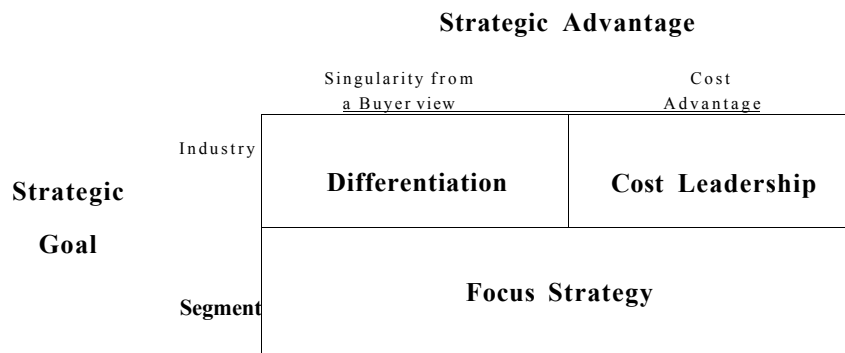 Strategic Advantage
Singularity from
a Buyer view
Cost
Advantage
Industry
Differentiation
Cost Leadership
Strategic
Goal
Segment
Focus Strategy